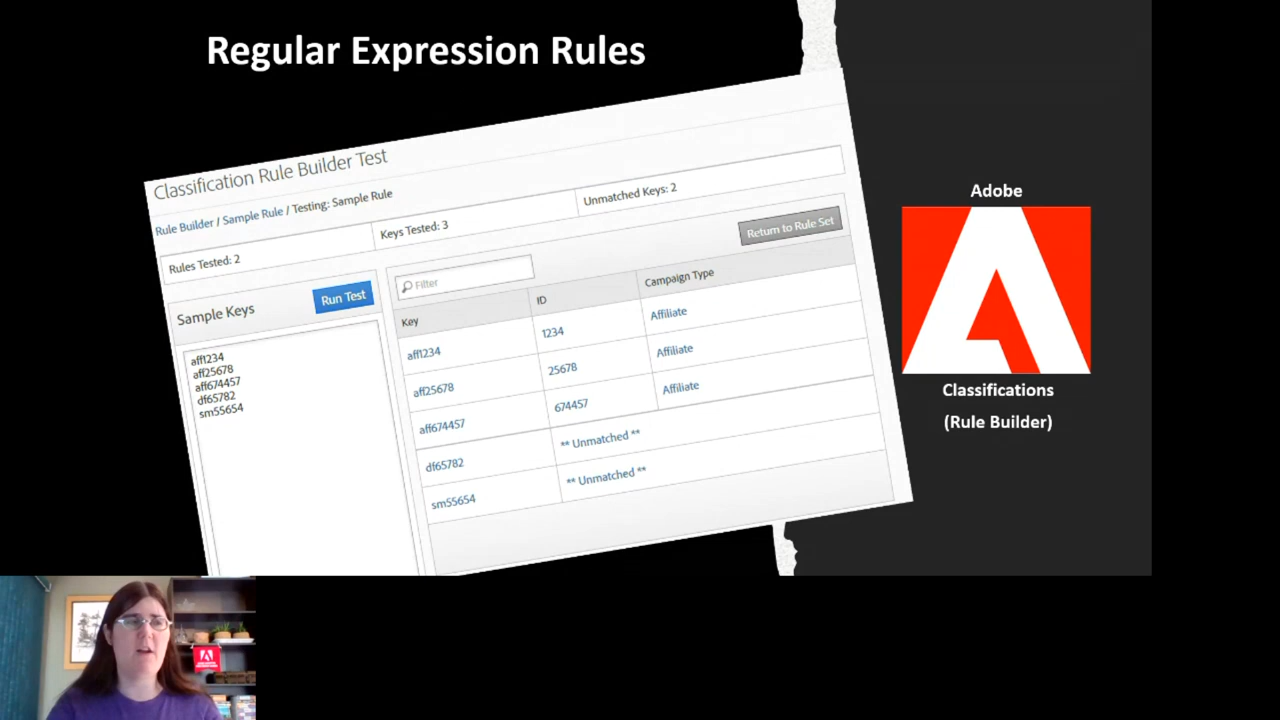 Regular Expression Rules
Classification Rule Builder Test
Rule Builder / Sample Rule / Testing: Sample Rule
Rules Tested: 2
Keys Tested: 3
Unmatched Keys: 2
Sample Keys
Run Test
Filter
Return to Rule Set
aff1234
aff25678
aff674457
df65782
sm55654
Key ID Campaign Type
aff1234 1234 Affiliate
aff25678 25678 Affiliate
aff674457 674457 Affiliate
df65782 ** Unmatched **
sm55654 ** Unmatched **
Adobe
Classifications
(Rule Builder)